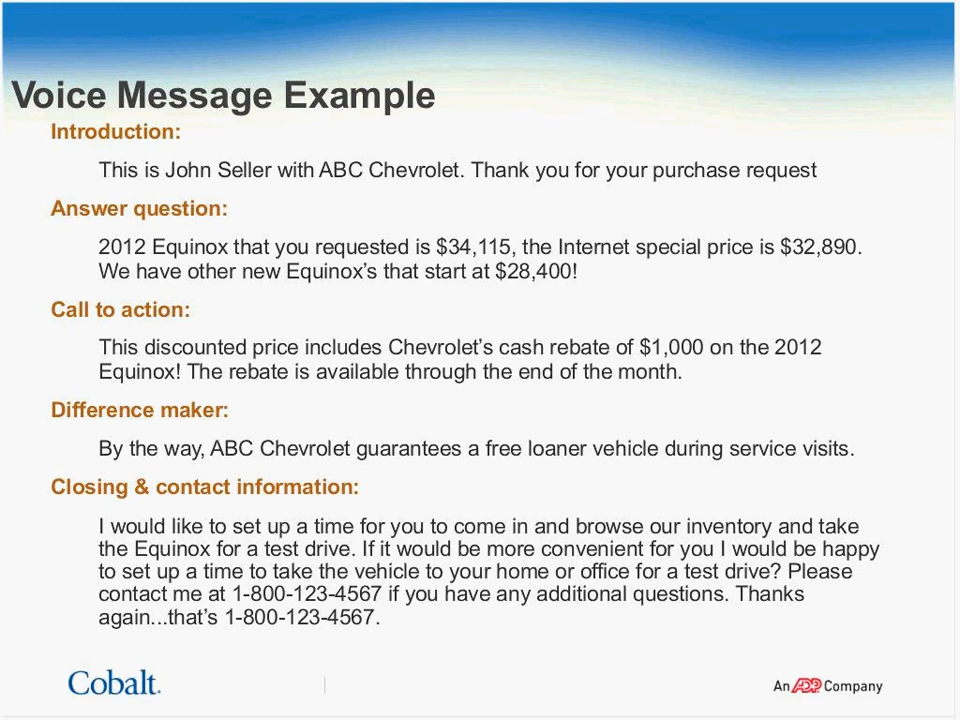 Voice Message Example
Introduction:
This is John Seller with ABC Chevrolet. Thank you for your purchase request
Answer question:
2012 Equinox that you requested is $34,115, the Internet special price is $32,890.
We have other new Equinox’s that start at $28,400!
Call to action:
This discounted price includes Chevrolet’s cash rebate of $1,000 on the 2012
Equinox! The rebate is available through the end of the month.
Difference maker:
By the way, ABC Chevrolet guarantees a free loaner vehicle during service visits.
Closing & contact information:
I would like to set up a time for you to come in and browse our inventory and take
the Equinox for a test drive. If it would be more convenient for you I would be happy
to set up a time to take the vehicle to your home or office for a test drive? Please
contact me at 1-800-123-4567 if you have any additional questions. Thanks
again...that’s 1-800-123-4567.
Cobalt.
An ADP Company